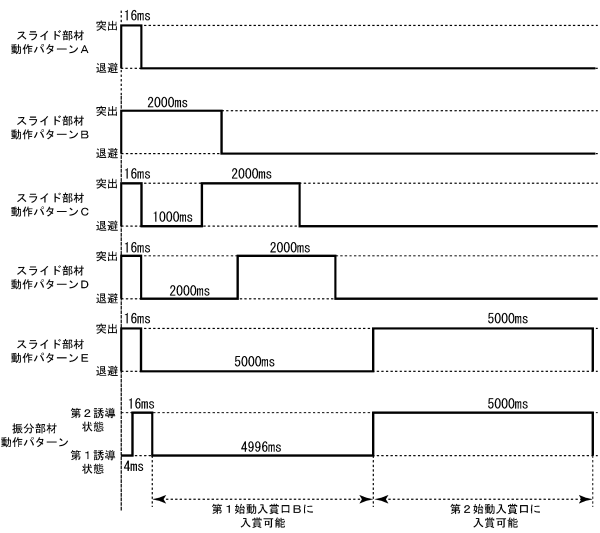 16ms
突出
スライド部材
動作パターンA
退避
2000ms
突出
スライド部材
動作パターンB
退避
16ms
2000ms
突出
スライド部材
動作パターンC
1000ms
退避
16ms
2000ms
突出
スライド部材
動作パターンD
2000ms
退避
16ms
5000ms
突出
スライド部材
動作パターンE
5000ms
退避
16ms
5000ms
第2誘導
状態
振分部材
動作パターン
4996ms
第1誘導
状態
4ms
第1始動入賞口Bに
入賞可能
第2始動入賞口に
入賞可能